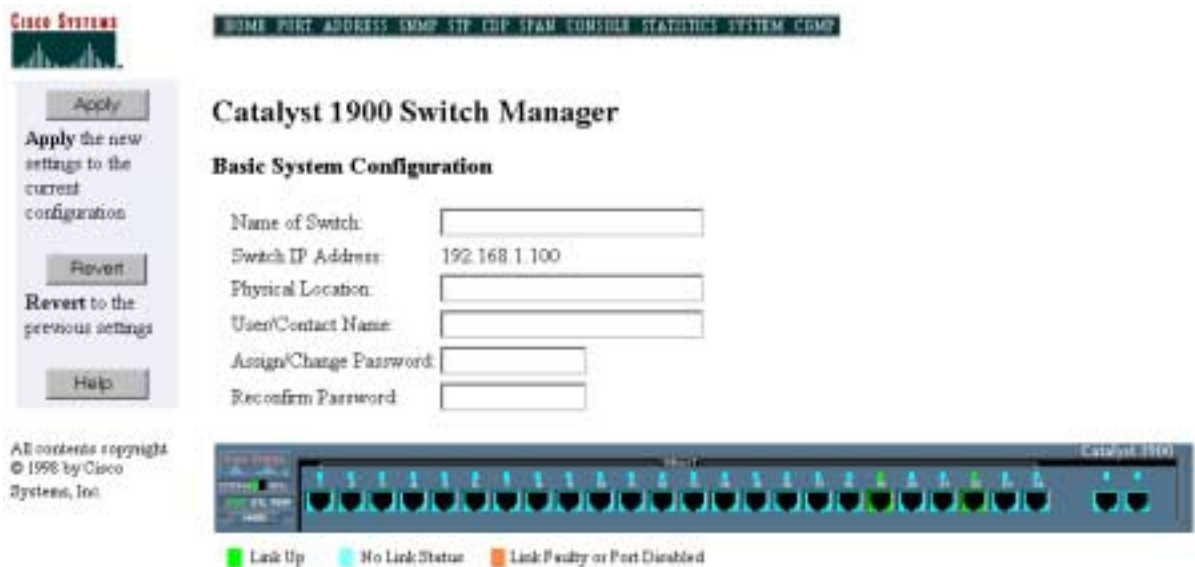 CISCO SYSTEMS
HOME PORT ADDRESS SNMP STP CDP SPAN CONSOLE STATISTICS SYSTEM CGMP
Apply
Apply the new
settings to the
current
configuration
Revert
Revert to the
previous settings
Help
All contents copyright
© 1998 by Cisco
Systems, Inc.
Catalyst 1900 Switch Manager
Basic System Configuration
Name of Switch:
Switch IP Address: 192.168.1.100
Physical Location:
User/Contact Name:
Assign/Change Password:
Reconfirm Password:
Catalyst 1900
Link Up No Link Status Link Faulty or Port Disabled